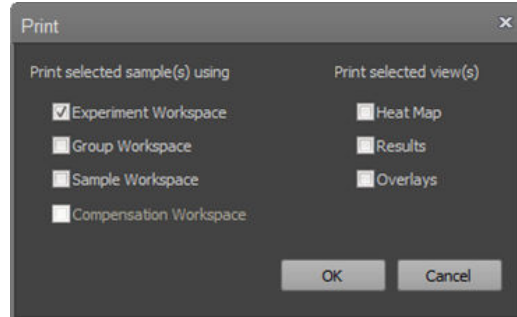 Print
Print selected sample(s) using
Experiment Workspace
Group Workspace
Sample Workspace
Compensation Workspace
Print selected view(s)
Heat Map
Results
Overlays
OK
Cancel